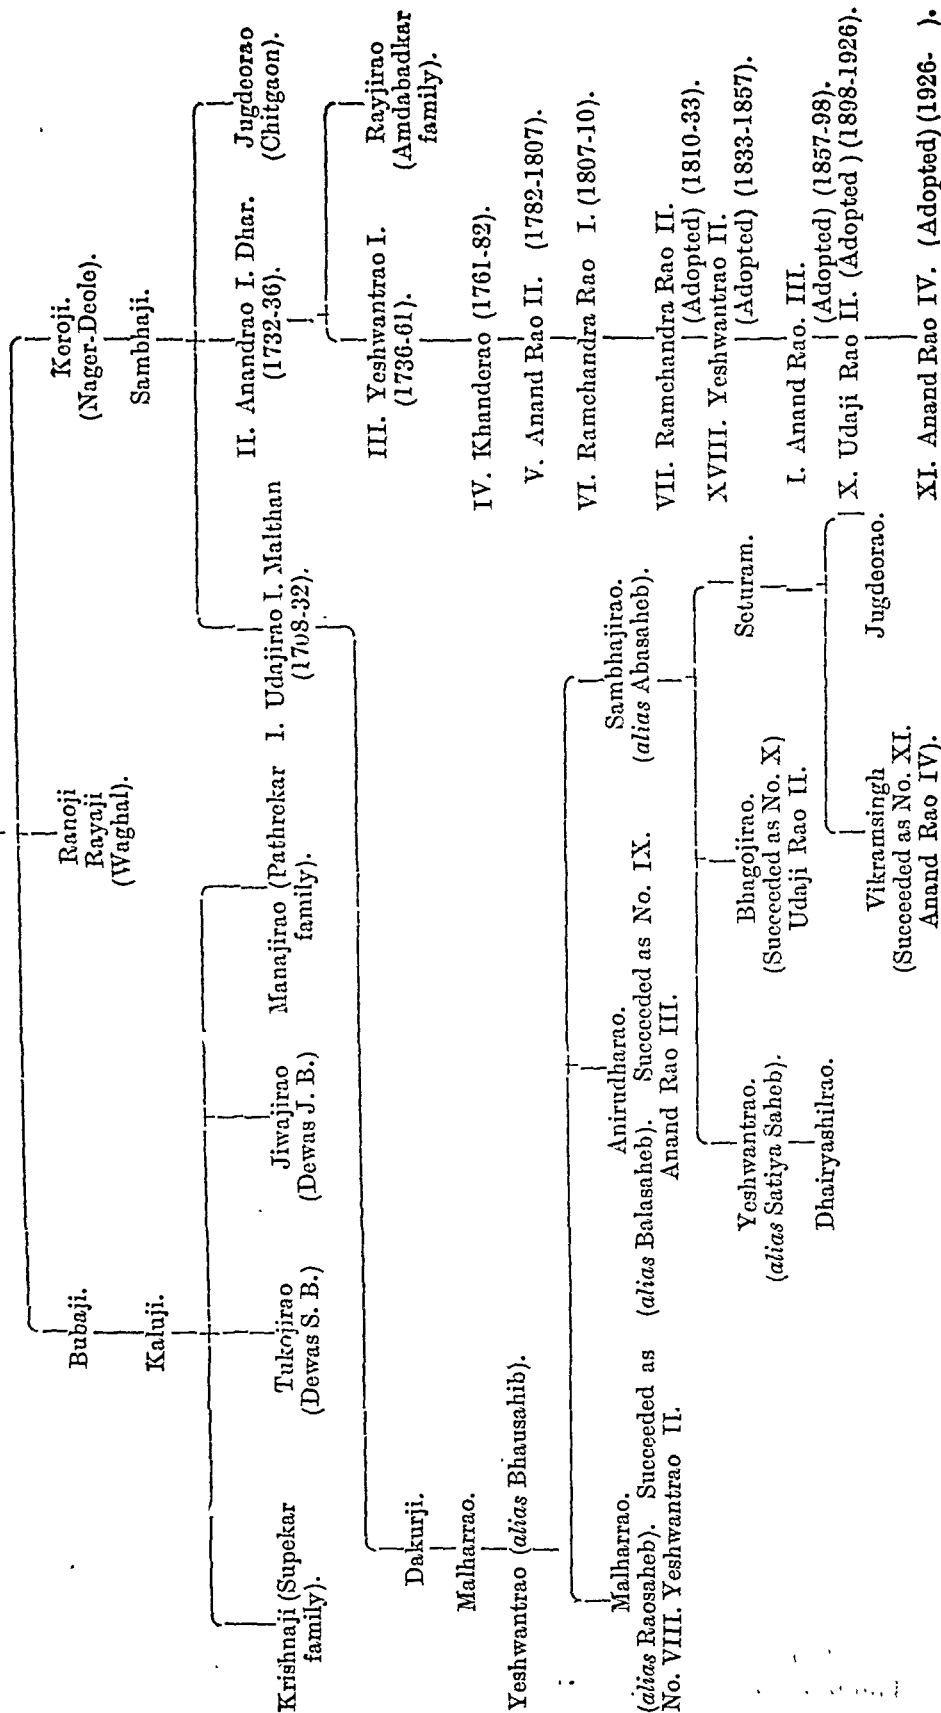 Bubaji.
Ranoji
Rayaji
(Waghal).
Keroji.
(Nager-Deole).
Kaluji.
Sambhaji.
Krishnaji (Supekar
family).
Tukojirao
(Dewas S. B.)
Jiwajirao
(Dewas J. B.)
Manajirao (Pathrekar
family).
I. Udajirao I. Malthan
(1708-32).
II. Anandrao I. Dhar.
(1732-36).
Jugdeorao
(Chitgaon).
III. Yeshwantrao I.
(1736-61).
Rayjirao
(Amdabadkar
family).
Dakurji.
Malharrao.
Yeshwantrao (alias Bhausahib).
IV. Khanderao (1761-82).
V. Anand Rao II. (1782-1807).
VI. Ramchandra Rao I. (1807-10).
VII. Ramchandra Rao II.
(Adopted) (1810-33).
XVIII. Yeshwantrao II.
(Adopted) (1833-1857).
I. Anand Rao. III.
(Adopted) (1857-98).
X. Udaji Rao II. (Adopted) (1898-1926).
XI. Anand Rao IV. (Adopted) (1926- ).
Malharrao.
(alias Raosaheb). Succeeded as
No. VIII. Yeshwantrao II.
Anirudharao.
(alias Balasaheb). Succeeded as No. IX.
Anand Rao III.
Sambhajirao.
(alias Abasaheb).
Yeshwantrao.
(alias Satiya Saheb).
Bhagojirao.
(Succeeded as No. X)
Udaji Rao II.
Seturam.
Dhairyashilrao.
Vikramsingh
(Succeeded as No. XI.
Anand Rao IV).
Jugdeorao.